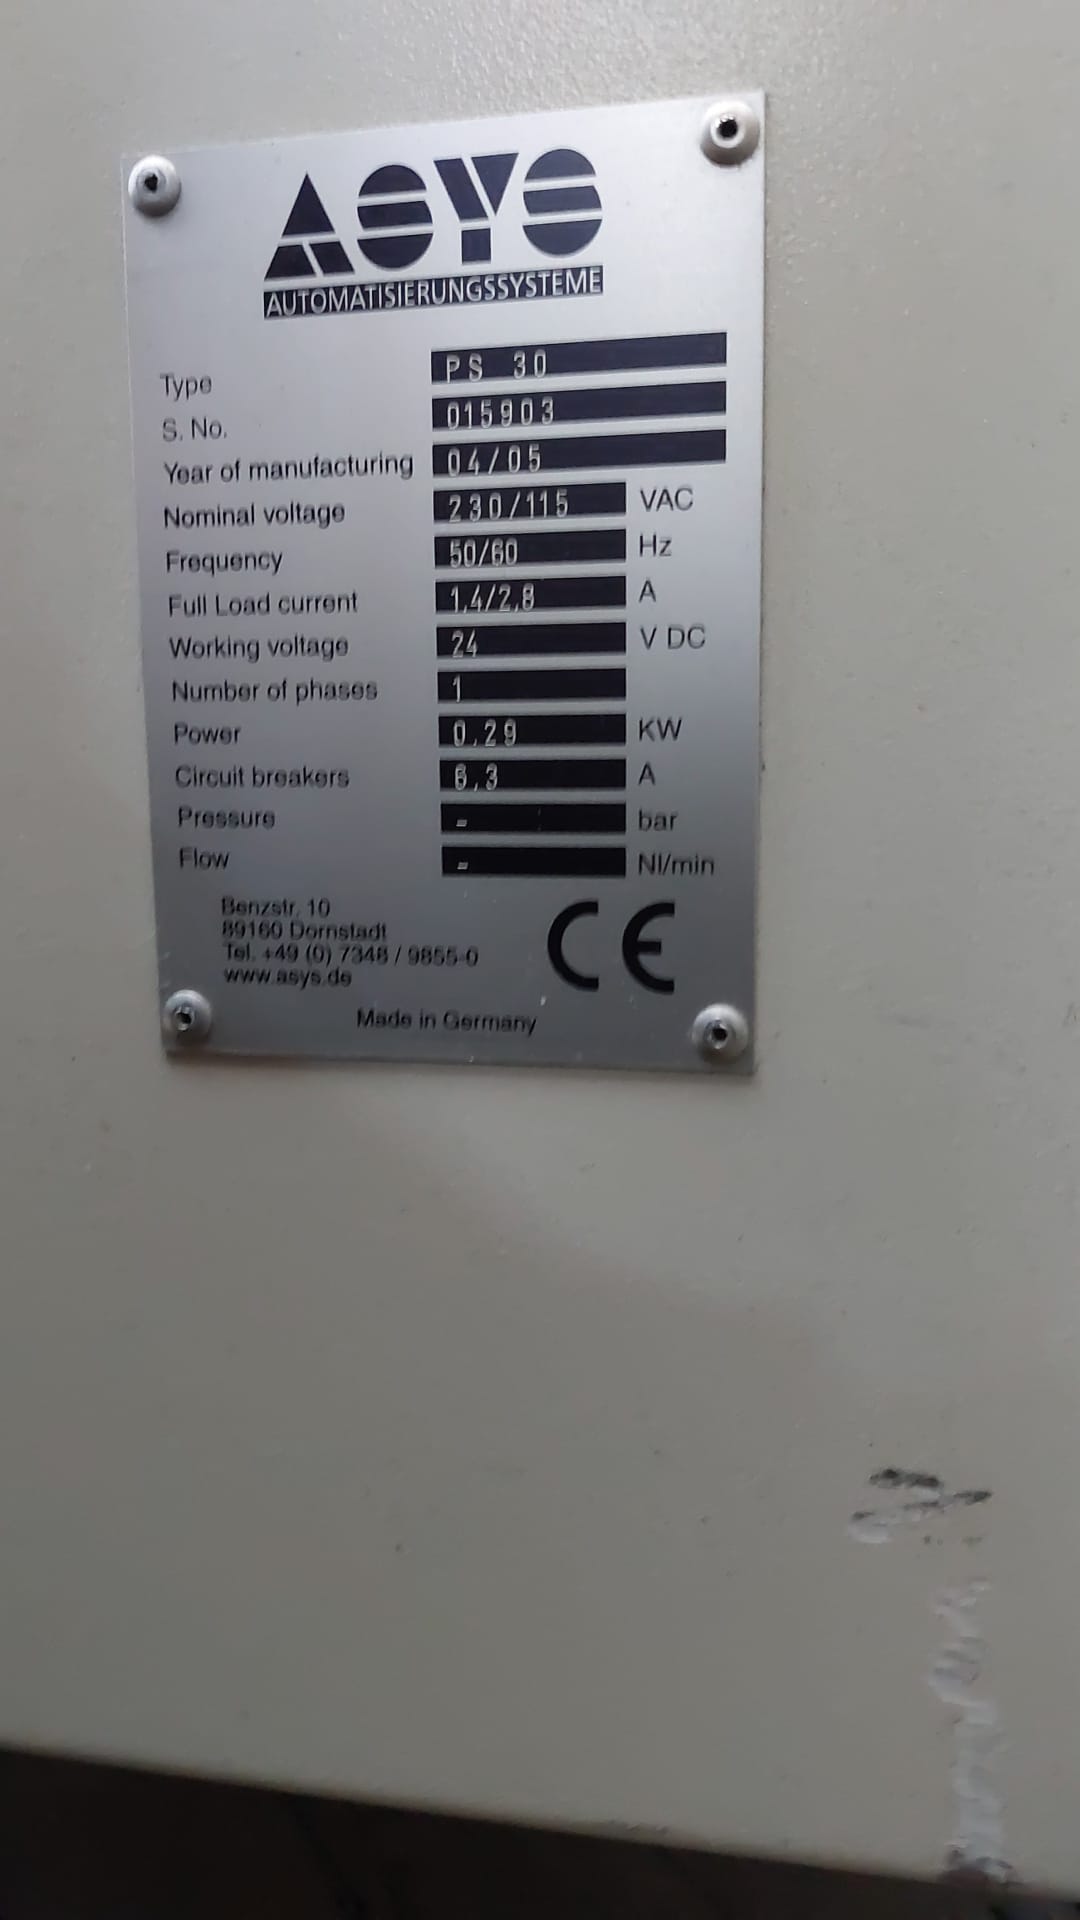 ASYS
AUTOMATISIERUNGSSYSTEME
Type PS 30
S. No. 015903
Year of manufacturing 04/05
Nominal voltage 230/115 VAC
Frequency 50/60 Hz
Full Load current 1,4/2,8 A
Working voltage 24 V DC
Number of phases 1
Power 0,29 KW
Circuit breakers 6,3 A
Pressure - bar
Flow - Nl/min
Benzstr. 10
89160 Dornstadt
Tel. +49 (0) 7348 / 9855-0
www.asys.de
CE
Made in Germany